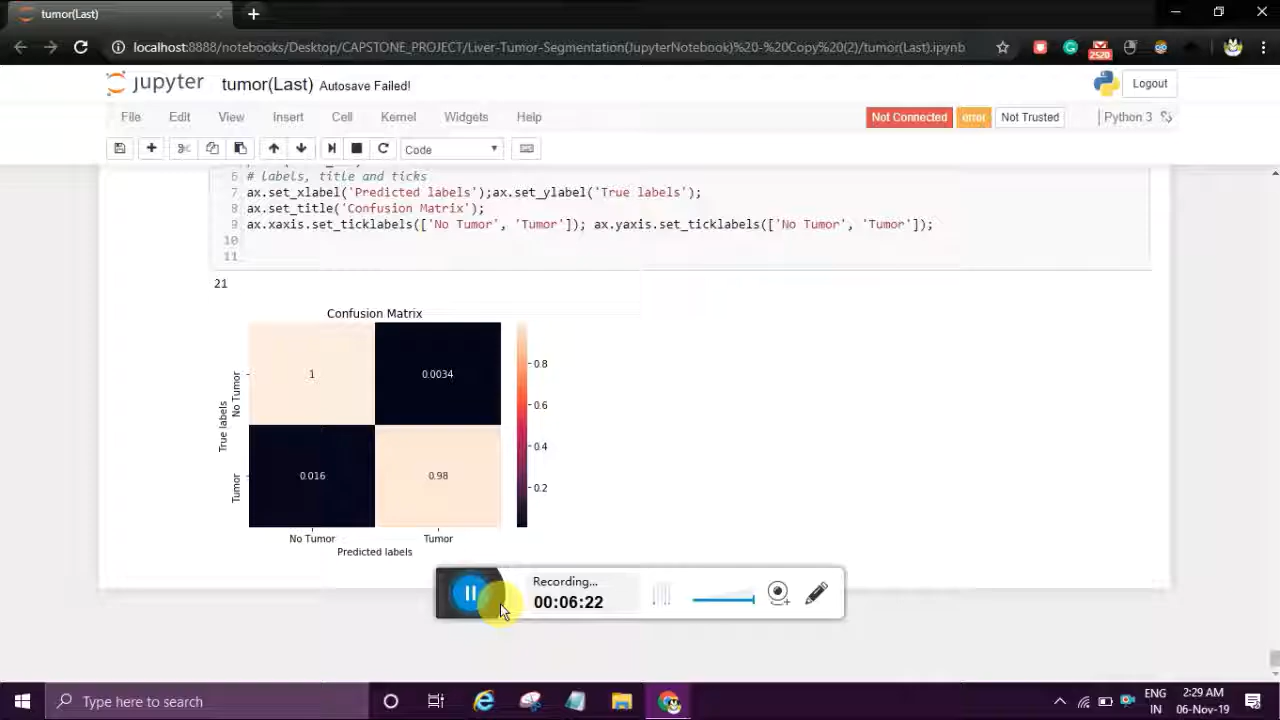 tumor(Last)
localhost:8888/notebooks/Desktop/CAPSTONE_PROJECT/Liver-Tumor-Segmentation(JupyterNotebook)%20-%20Copy%20(2)/tumor(Last).ipynb
2520
jupyter tumor(Last) Autosave Failed!
Logout
File Edit View Insert Cell Kernel Widgets Help
Not Connected error Not Trusted Python 3
Code
6 # labels, title and ticks
7 ax.set_xlabel('Predicted labels');ax.set_ylabel('True labels');
8 ax.set_title('Confusion Matrix');
9 ax.xaxis.set_ticklabels(['No Tumor', 'Tumor']); ax.yaxis.set_ticklabels(['No Tumor', 'Tumor']);
10
11
21
Confusion Matrix
True labels
No Tumor
Tumor
1 0.0034
0.016 0.98
0.8
0.6
0.4
0.2
No Tumor Tumor
Predicted labels
Recording...
00:06:22
Type here to search
ENG
IN
2:29 AM
06-Nov-19